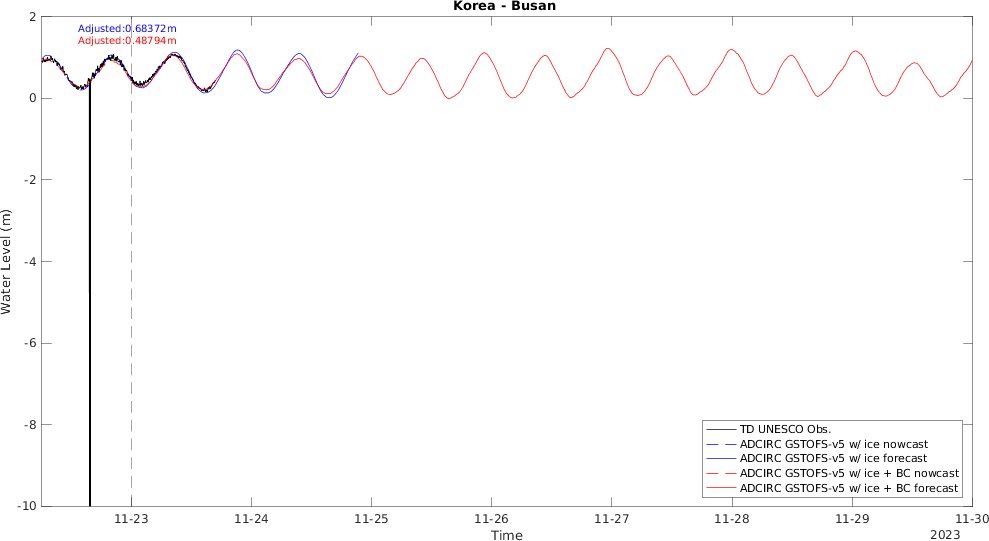 Korea - Busan
Adjusted:0.68372m
Adjusted:0.48794m
2
0
-2
-4
-6
-8
-10
Water Level (m)
11-23
11-24
11-25
11-26
11-27
11-28
11-29
11-30
Time
2023
TD UNESCO Obs.
ADCIRC GSTOFS-v5 w/ ice nowcast
ADCIRC GSTOFS-v5 w/ ice forecast
ADCIRC GSTOFS-v5 w/ ice + BC nowcast
ADCIRC GSTOFS-v5 w/ ice + BC forecast